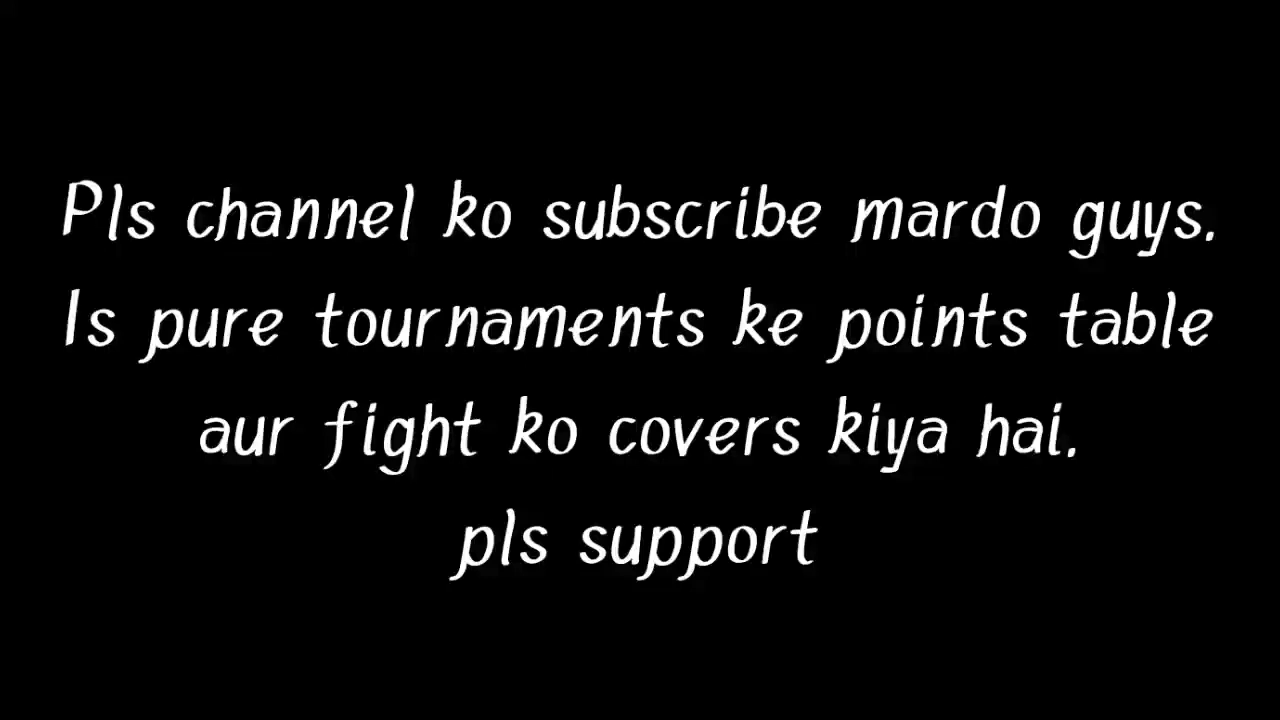 Pls channel ko subscribe mardo guys.
Is pure tournaments ke points table
aur fight ko covers kiya hai.
pls support